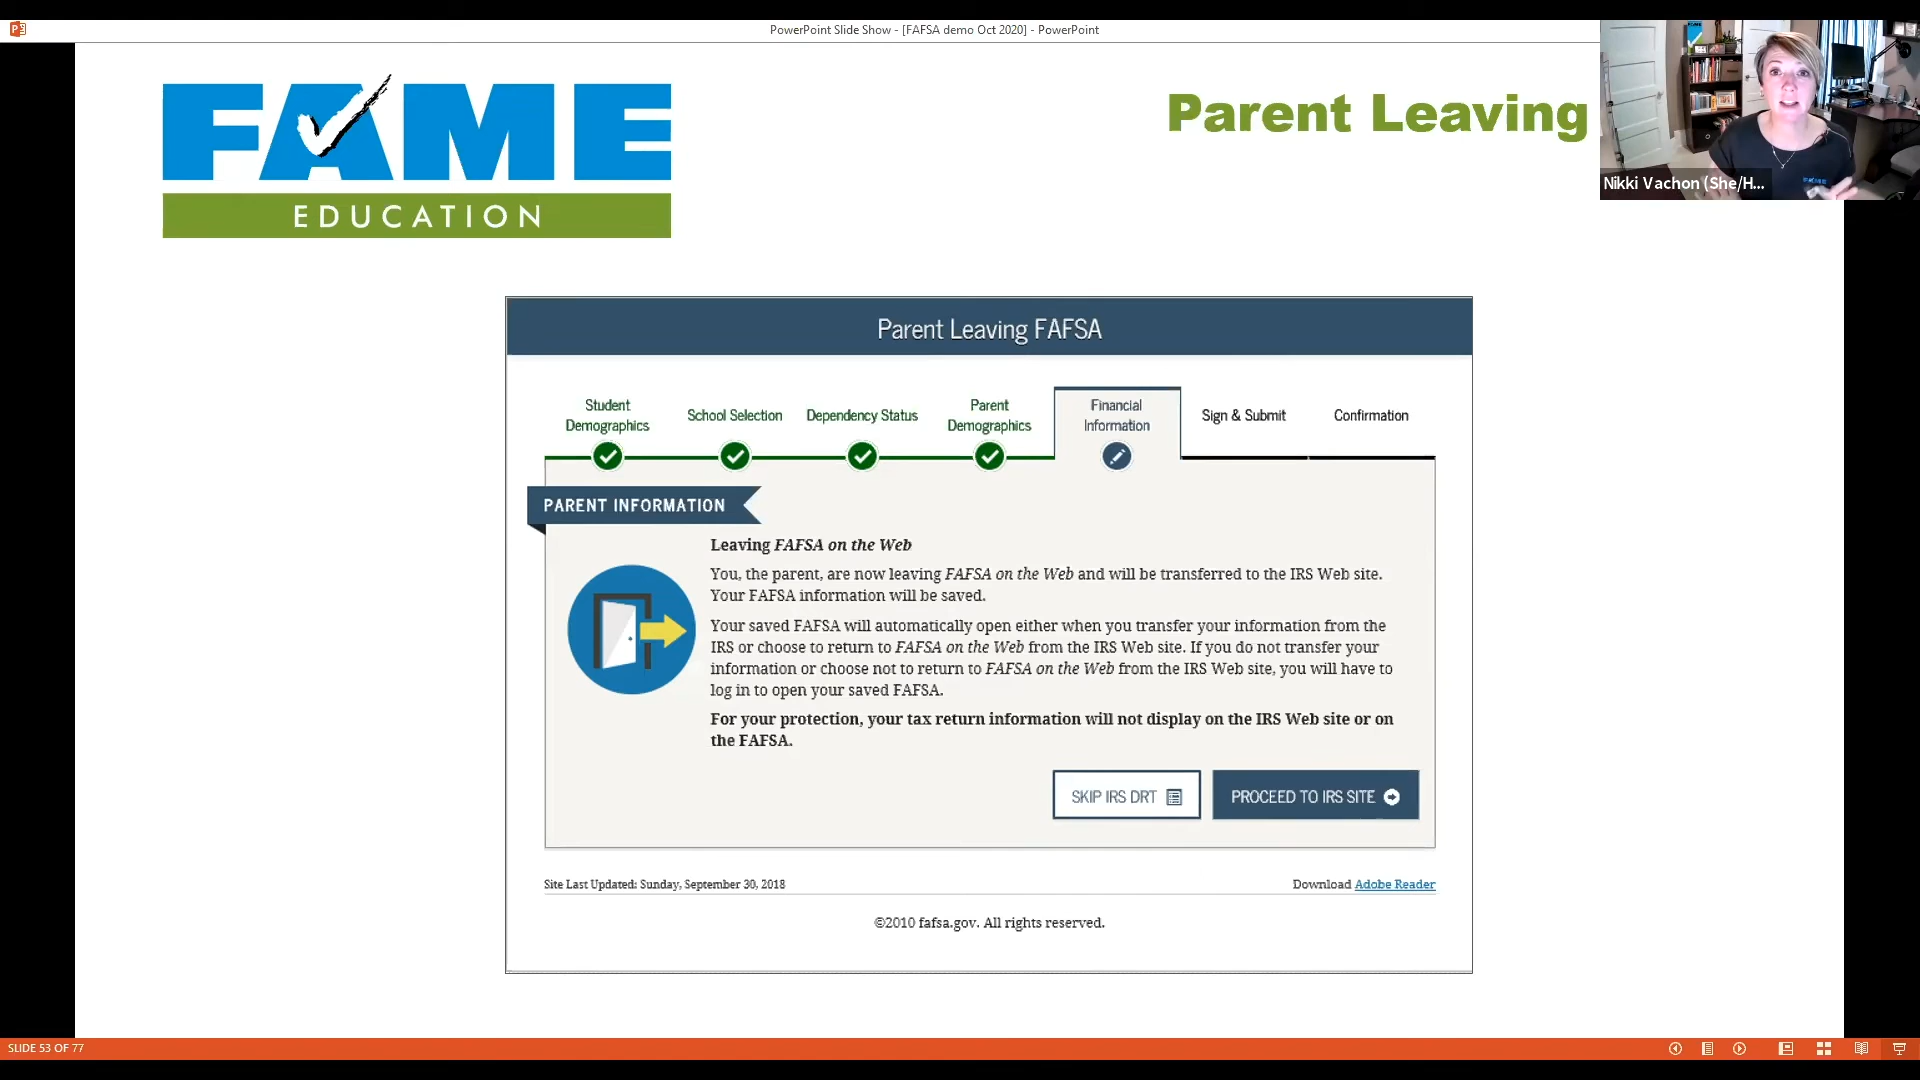 PowerPoint Slide Show - [FAFSA demo Oct 2020] - PowerPoint
FAME
EDUCATION
Parent Leaving
Nikki Vachon (She/H...
Parent Leaving FAFSA
Student Demographics
School Selection
Dependency Status
Parent Demographics
Financial Information
Sign & Submit
Confirmation
PARENT INFORMATION
Leaving FAFSA on the Web
You, the parent, are now leaving FAFSA on the Web and will be transferred to the IRS Web site.
Your FAFSA information will be saved.
Your saved FAFSA will automatically open either when you transfer your information from the
IRS or choose to return to FAFSA on the Web from the IRS Web site. If you do not transfer your
information or choose not to return to FAFSA on the Web from the IRS Web site, you will have to
log in to open your saved FAFSA.
For your protection, your tax return information will not display on the IRS Web site or on
the FAFSA.
SKIP IRS DRT
PROCEED TO IRS SITE
Site Last Updated: Sunday, September 30, 2018
Download Adobe Reader
©2010 fafsa.gov. All rights reserved.
SLIDE 53 OF 77